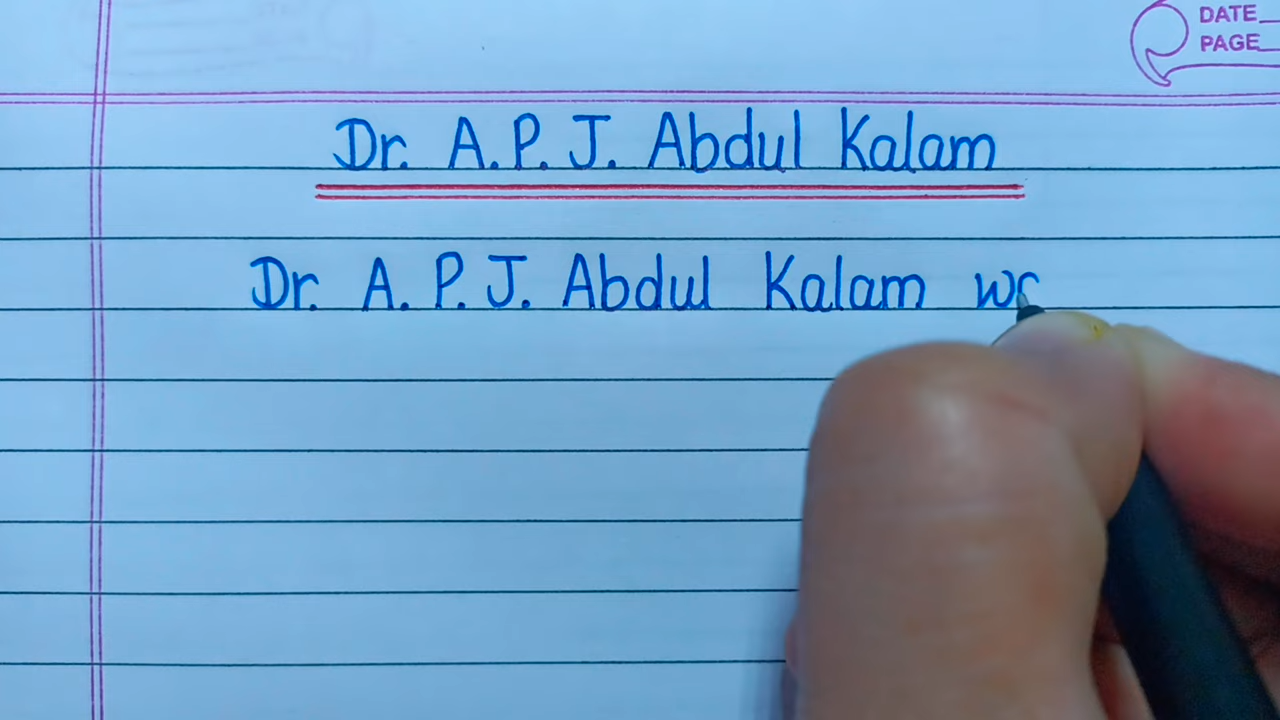 DATE
PAGE
Dr. A.P.J. Abdul Kalam
Dr. A. P.J. Abdul Kalam